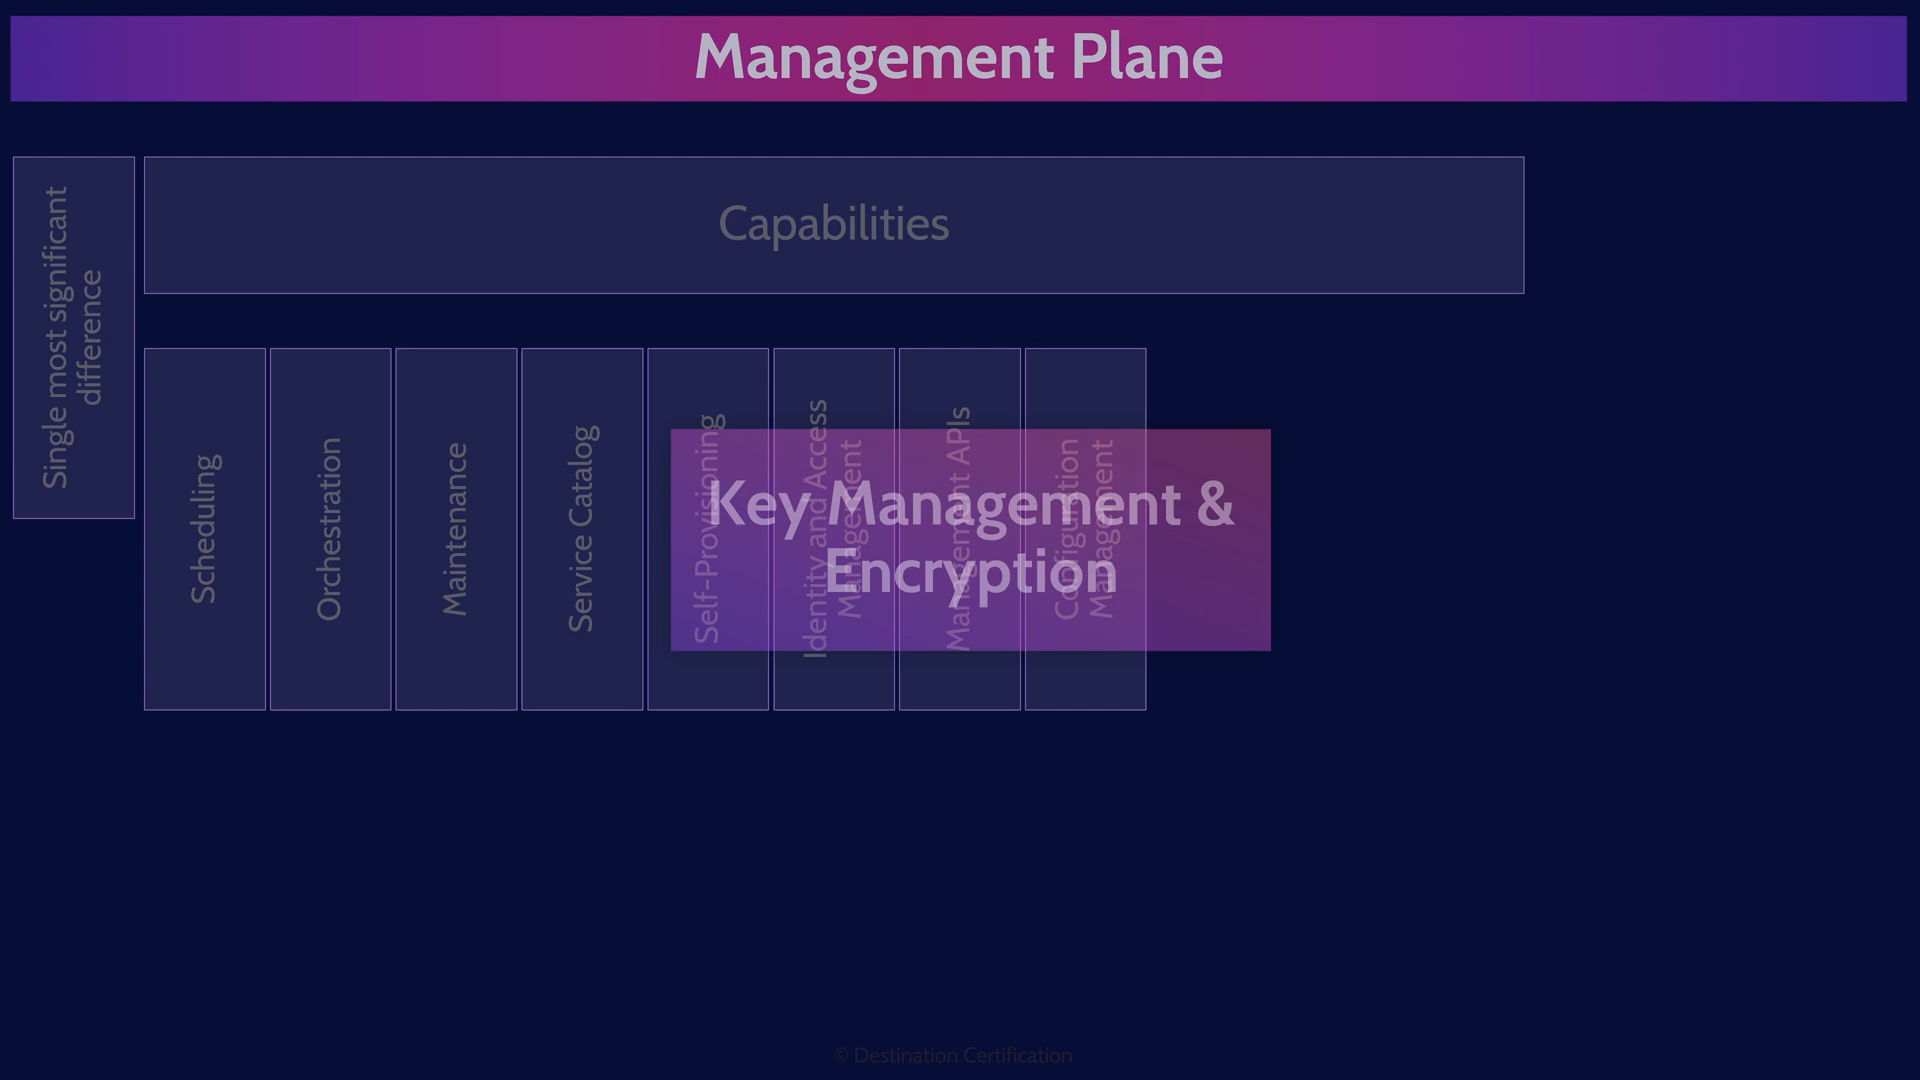 Management Plane
Single most significant
difference
Capabilities
Scheduling
Orchestration
Maintenance
Service Catalog
Self-Provisioning
Identity and Access
Management
Management APIs
Configuration
Management
Key Management &
Encryption
© Destination Certification